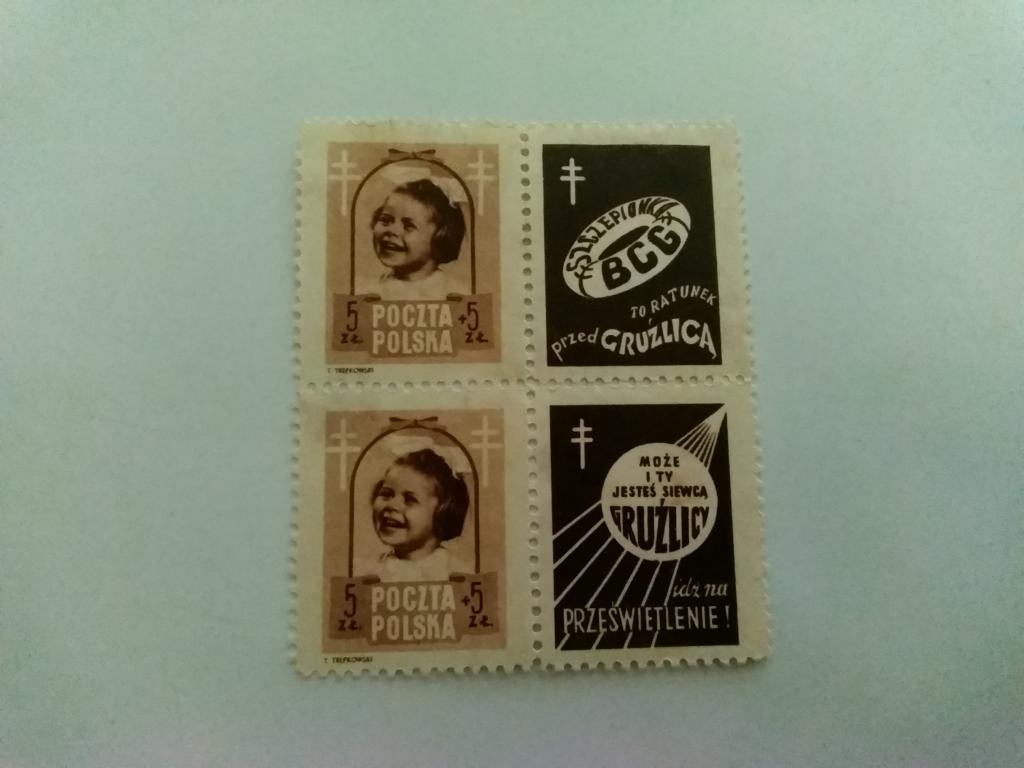 5 zł. POCZTA POLSKA +5 zł.
T. TREPKOWSKI
SZCZEPIONKA
BCG
TO RATUNEK
przed GRUŹLICĄ
5 zł. POCZTA POLSKA +5 zł.
T. TREPKOWSKI
MOŻE
I TY
JESTEŚ SIEWCĄ
GRUŹLICY
idź na
PRZEŚWIETLENIE!